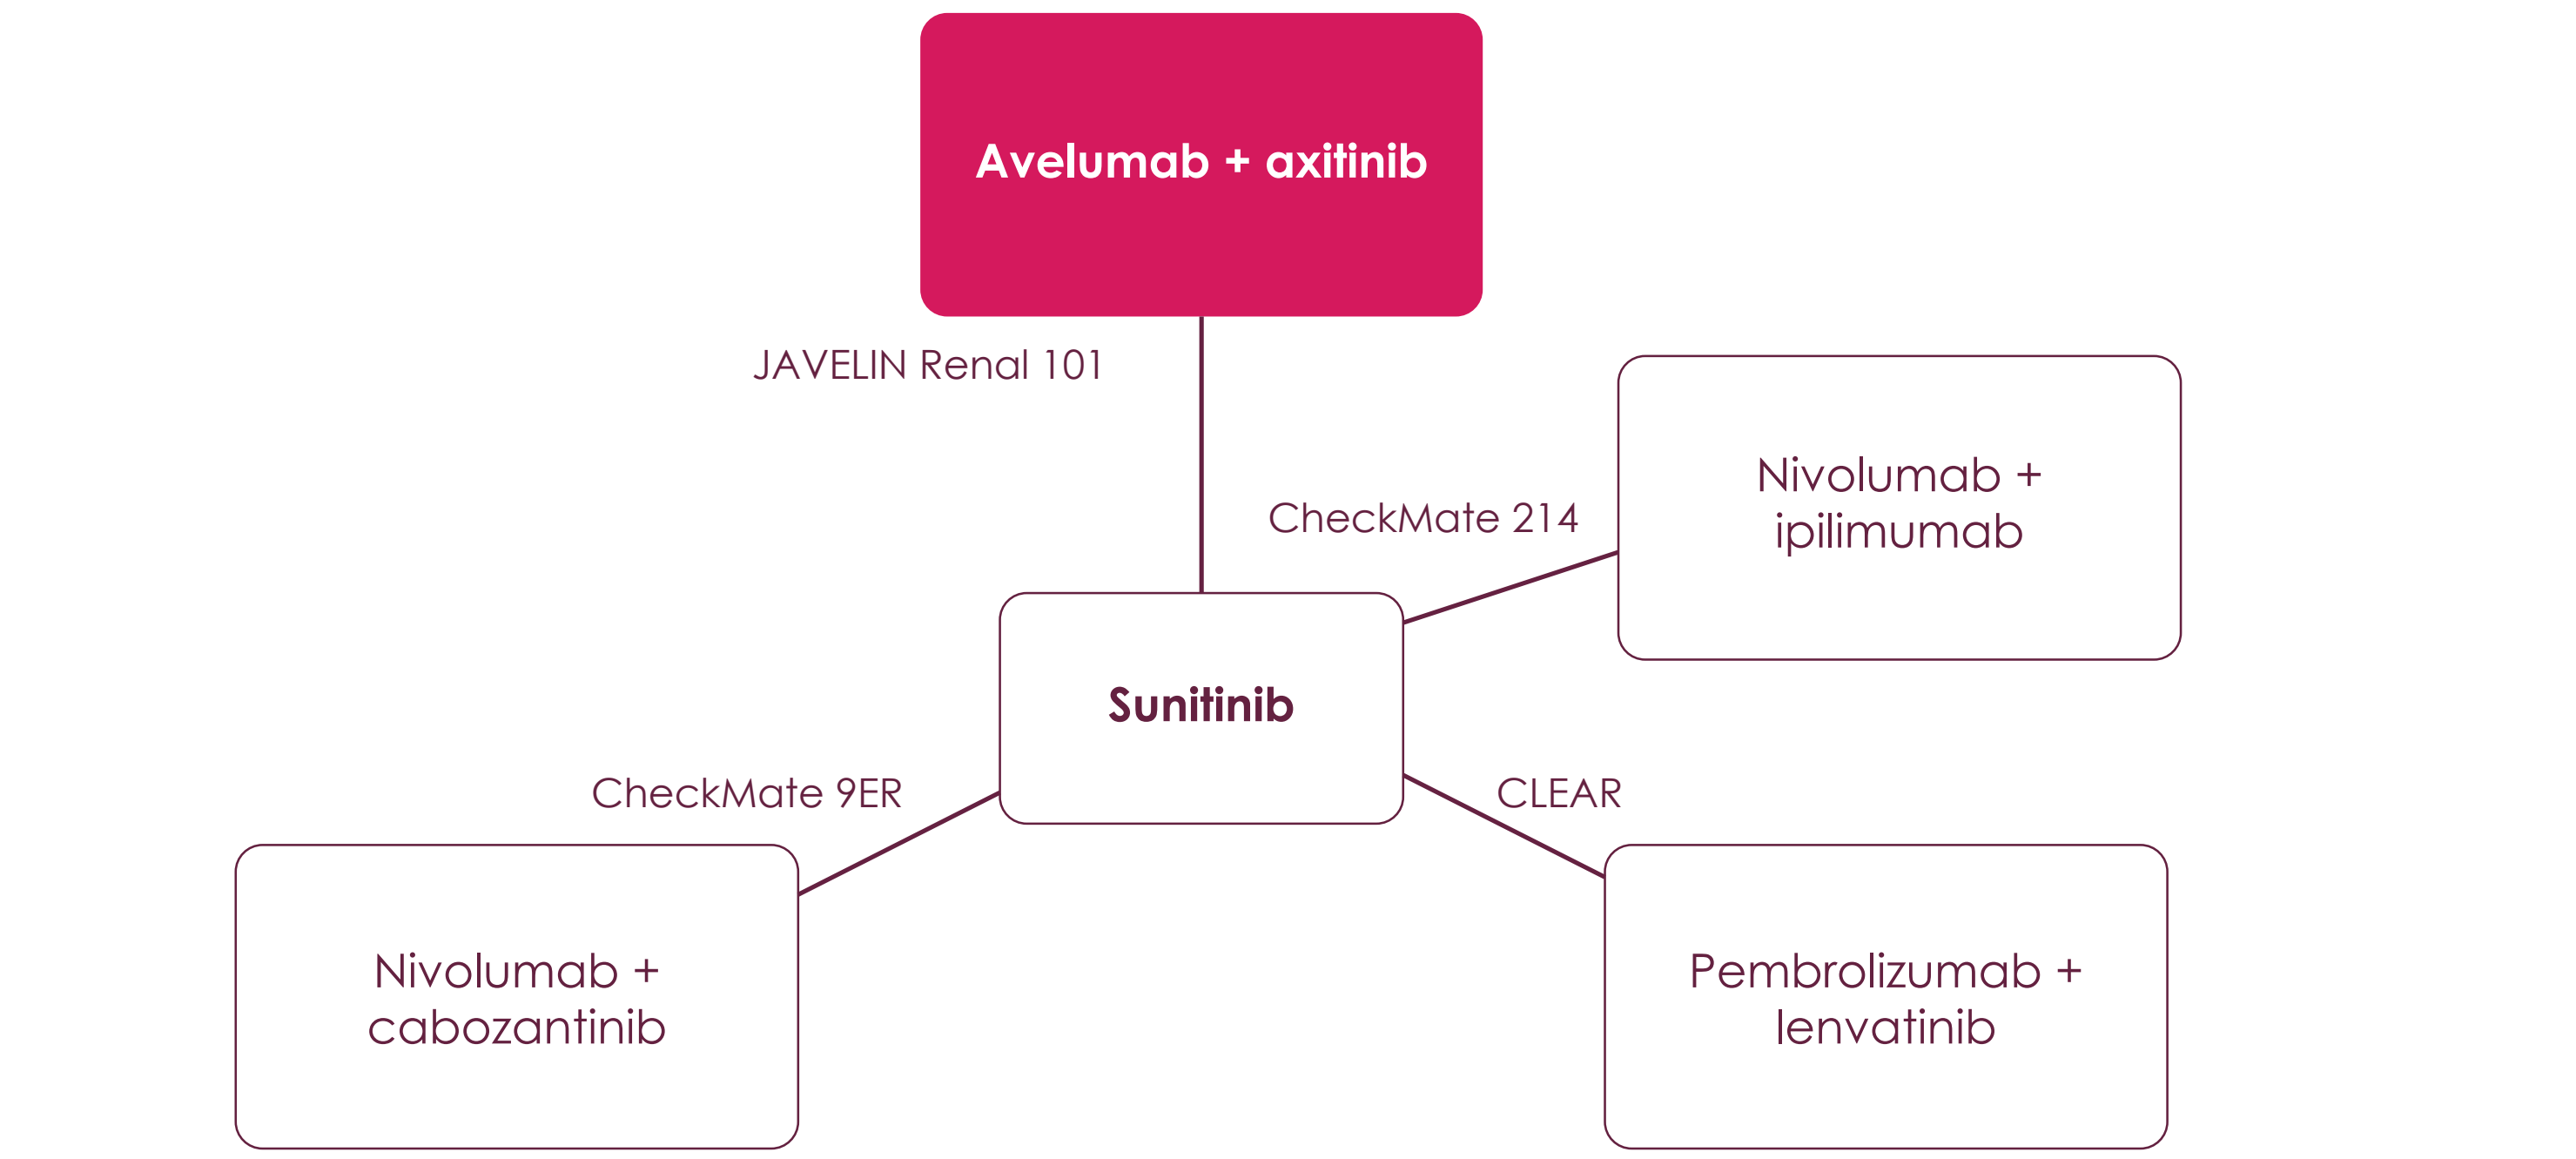 Avelumab + axitinib
JAVELIN Renal 101
Nivolumab +
ipilimumab
CheckMate 214
Sunitinib
CheckMate 9ER
CLEAR
Nivolumab +
cabozantinib
Pembrolizumab +
lenvatinib